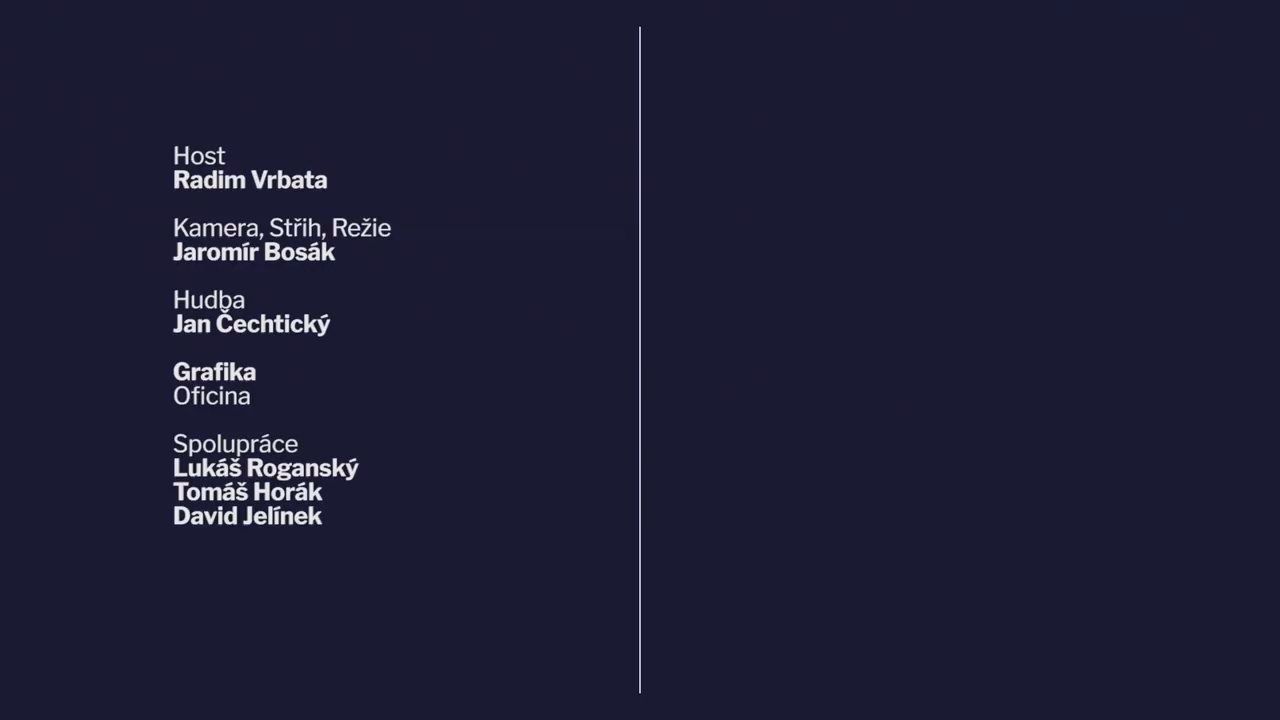 Host
Radim Vrbata
Kamera, Střih, Režie
Jaromír Bosák
Hudba
Jan Čechtický
Grafika
Oficina
Spolupráce
Lukáš Roganský
Tomáš Horák
David Jelínek